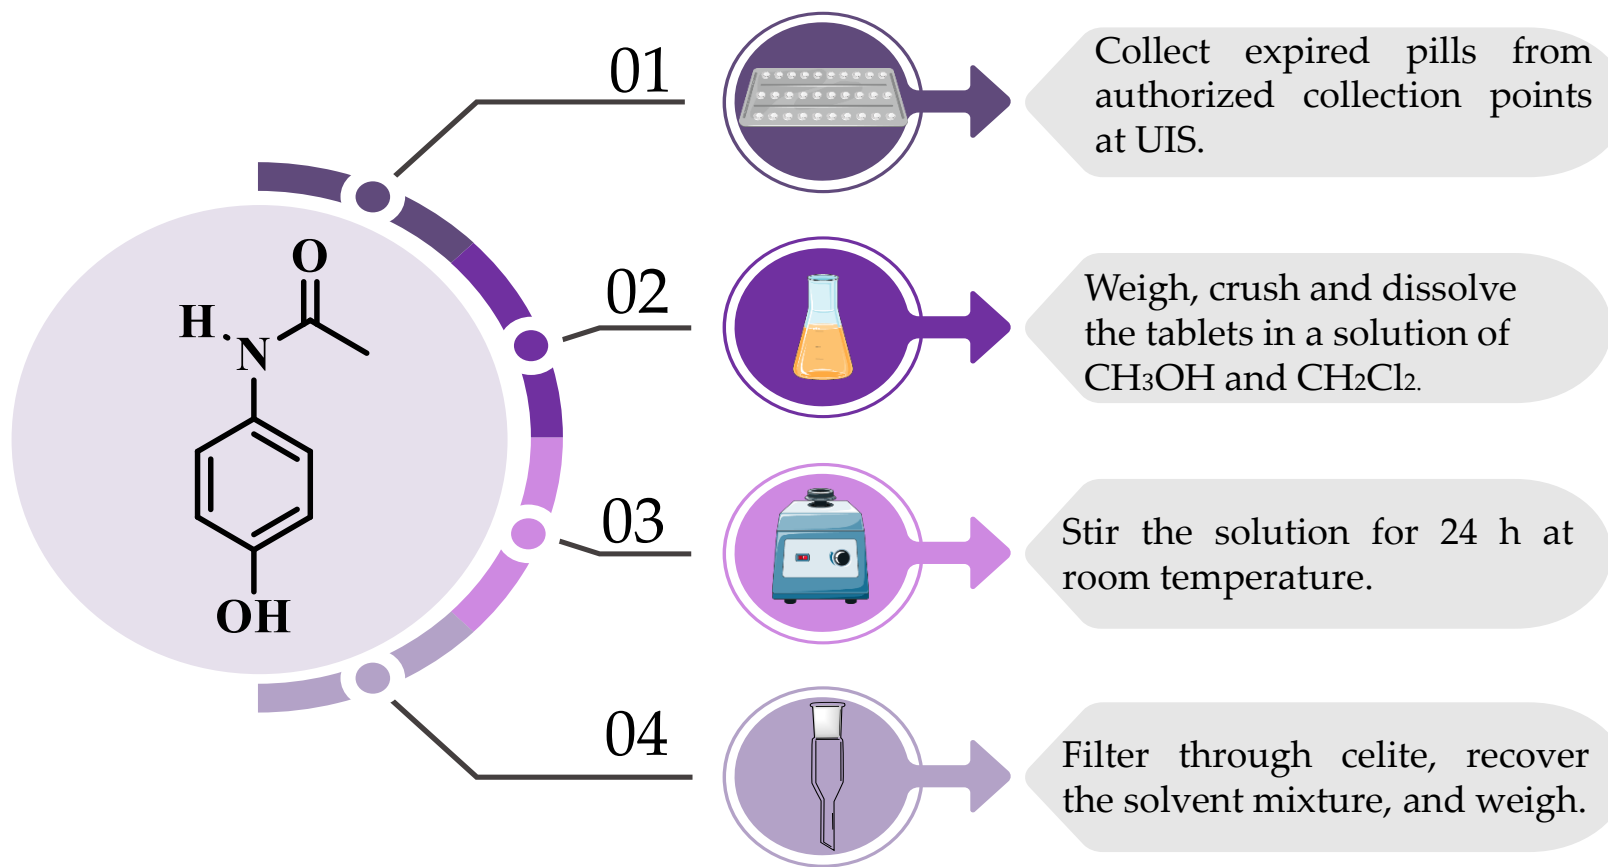 01
Collect expired pills from
authorized collection points
at UIS.
O
H
N
OH
02
Weigh, crush and dissolve
the tablets in a solution of
CH₃OH and CH₂Cl₂.
03
Stir the solution for 24 h at
room temperature.
04
Filter through celite, recover
the solvent mixture, and weigh.